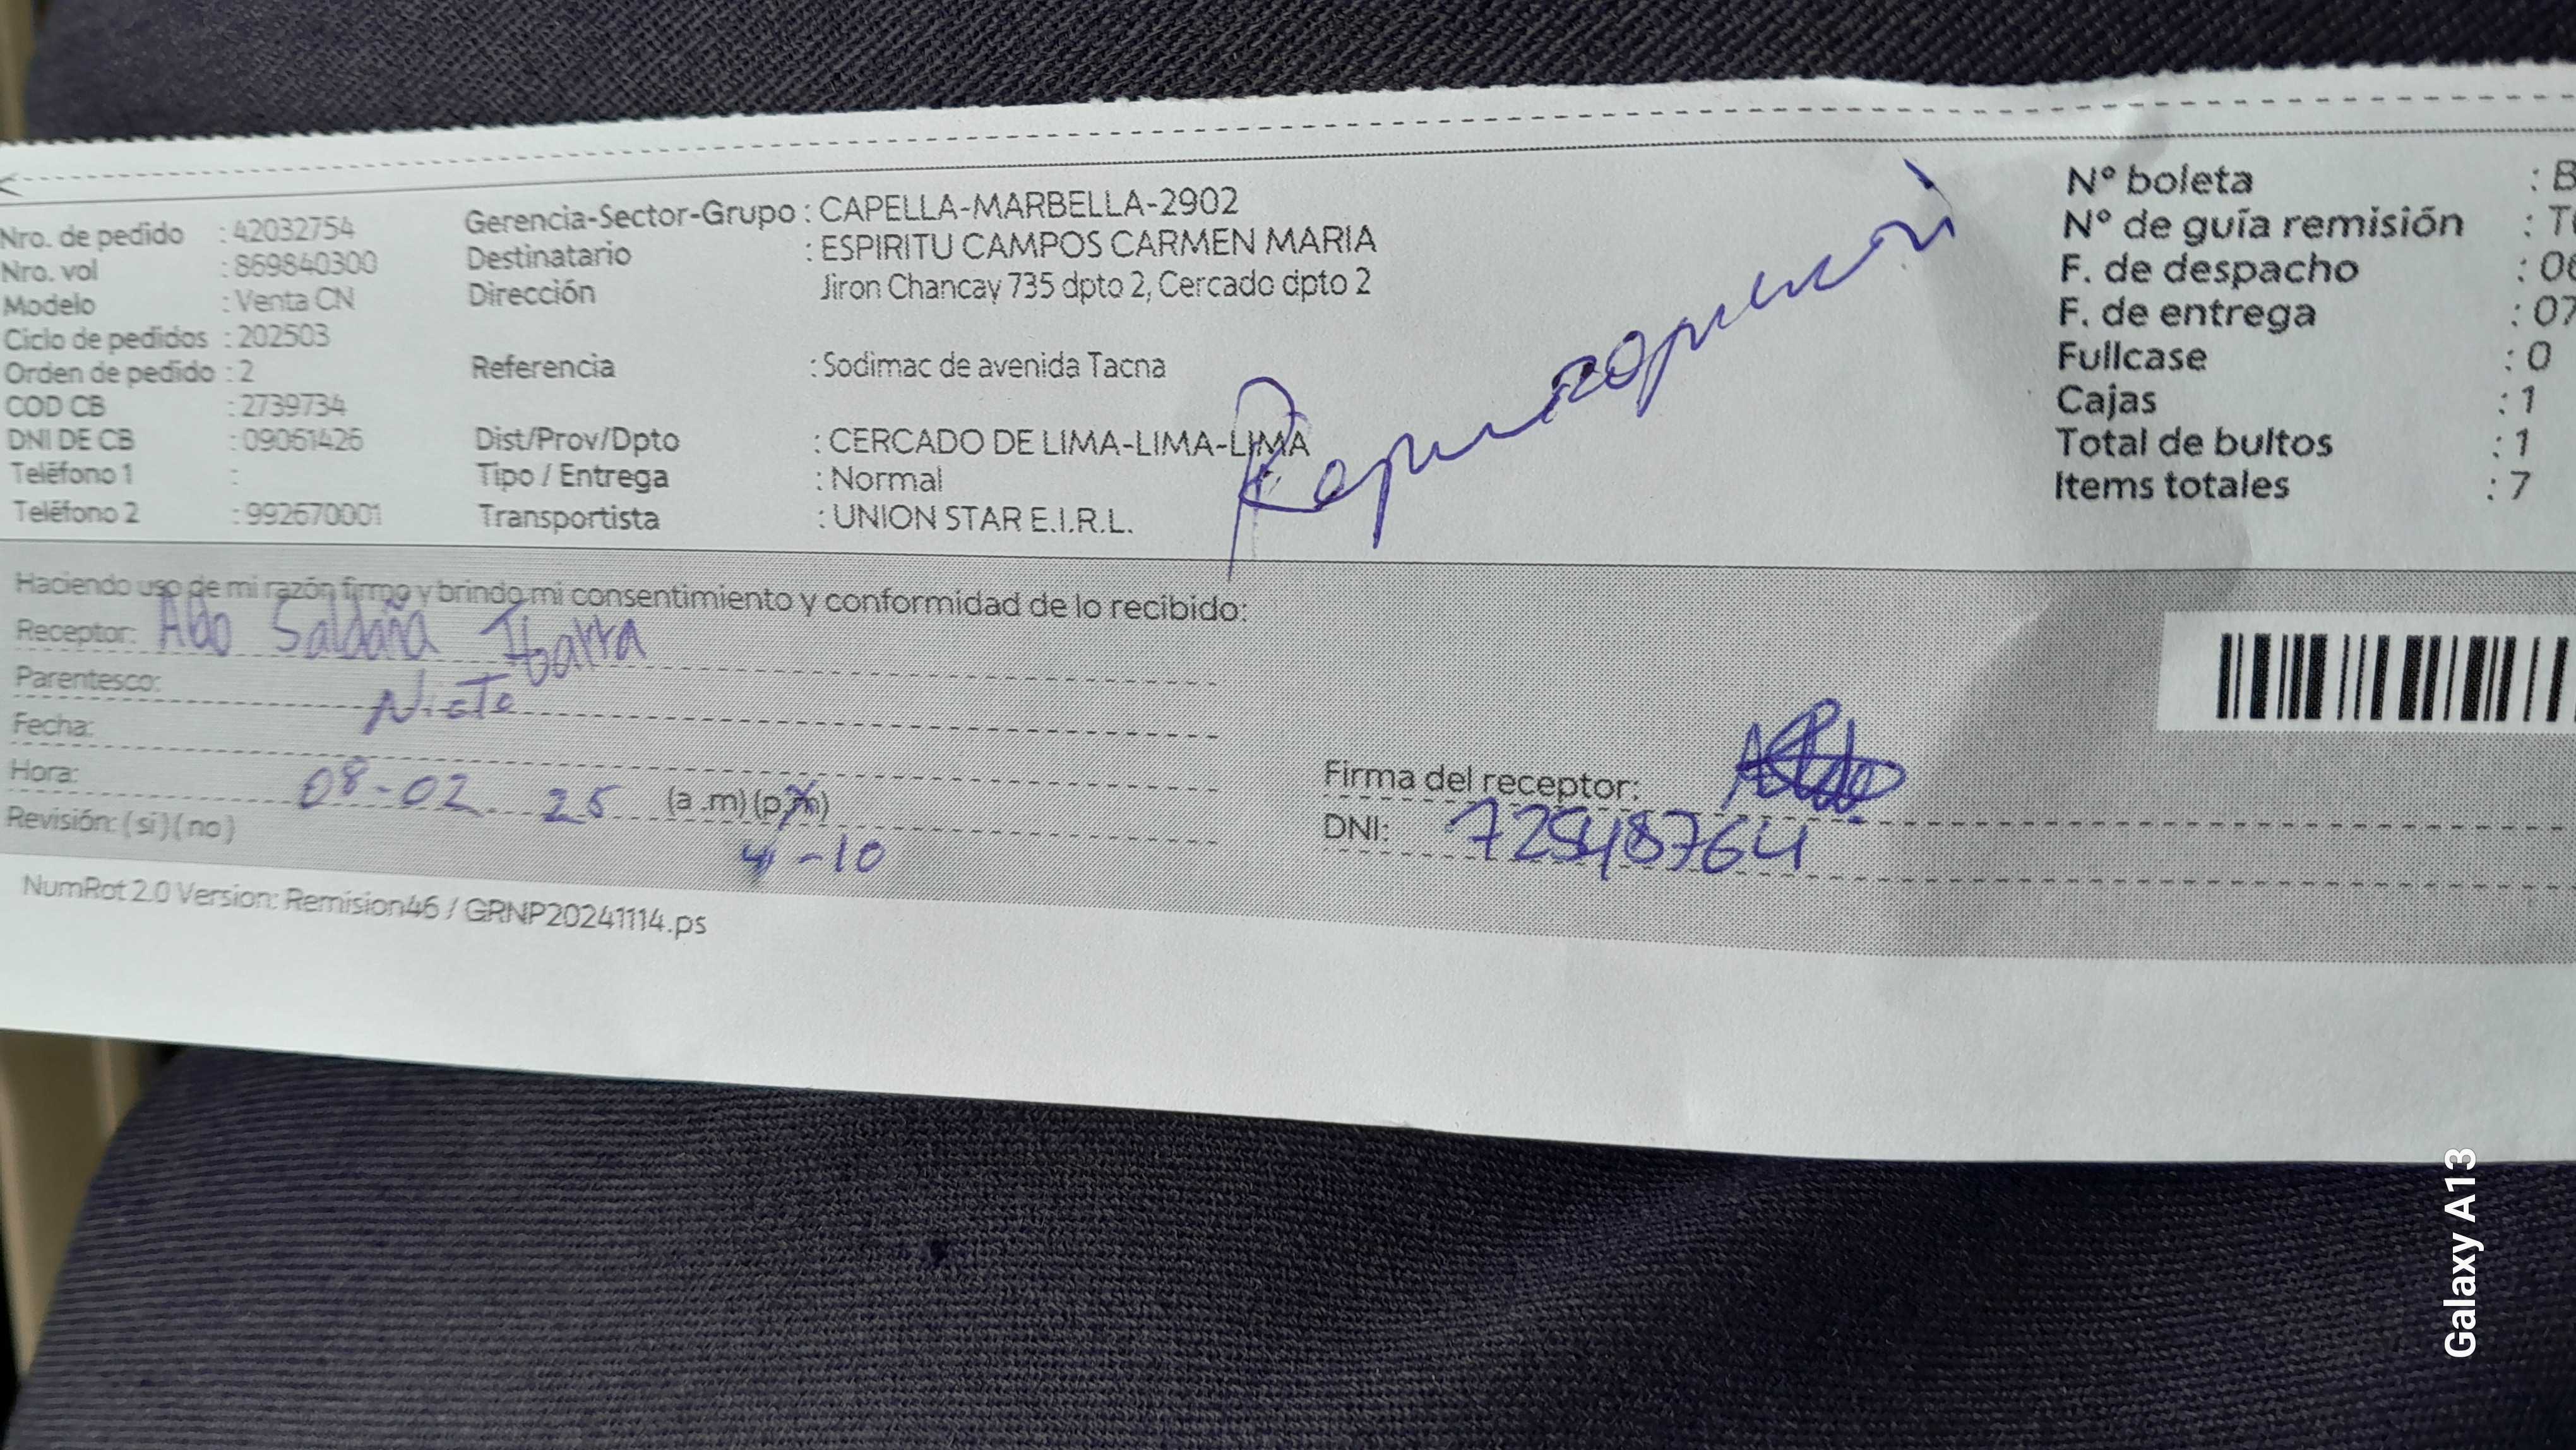 Nro. de pedido : 42032754
Nro. vol : 869840300
Modelo : Venta CN
Ciclo de pedidos : 202503
Orden de pedido : 2
COD CB : 2739734
DNI DE CB : 09061426
Teléfono 1 :
Teléfono 2 : 992670001
Gerencia-Sector-Grupo : CAPELLA-MARBELLA-2902
Destinatario : ESPIRITU CAMPOS CARMEN MARIA
Dirección Jiron Chancay 735 dpto 2, Cercado dpto 2
Referencia : Sodimac de avenida Tacna
Dist/Prov/Dpto : CERCADO DE LIMA-LIMA-LIMA
Tipo / Entrega : Normal
Transportista : UNION STAR E.I.R.L.
Nº boleta : B
Nº de guía remisión : T
F. de despacho : 06
F. de entrega : 07
Fullcase : 0
Cajas : 1
Total de bultos : 1
Items totales : 7
Haciendo uso de mi razón firmo y brindo mi consentimiento y conformidad de lo recibido:
Receptor: Saldaña Ibarra
Parentesco: Nieto
Fecha:
Hora: 08-02 25 (a.m)(p.m)
Revisión: (si)(no) 4-10
Firma del receptor:
DNI: 72548764
NumRot 2.0 Version: Remision46 / GRNP20241114.ps
Galaxy A13